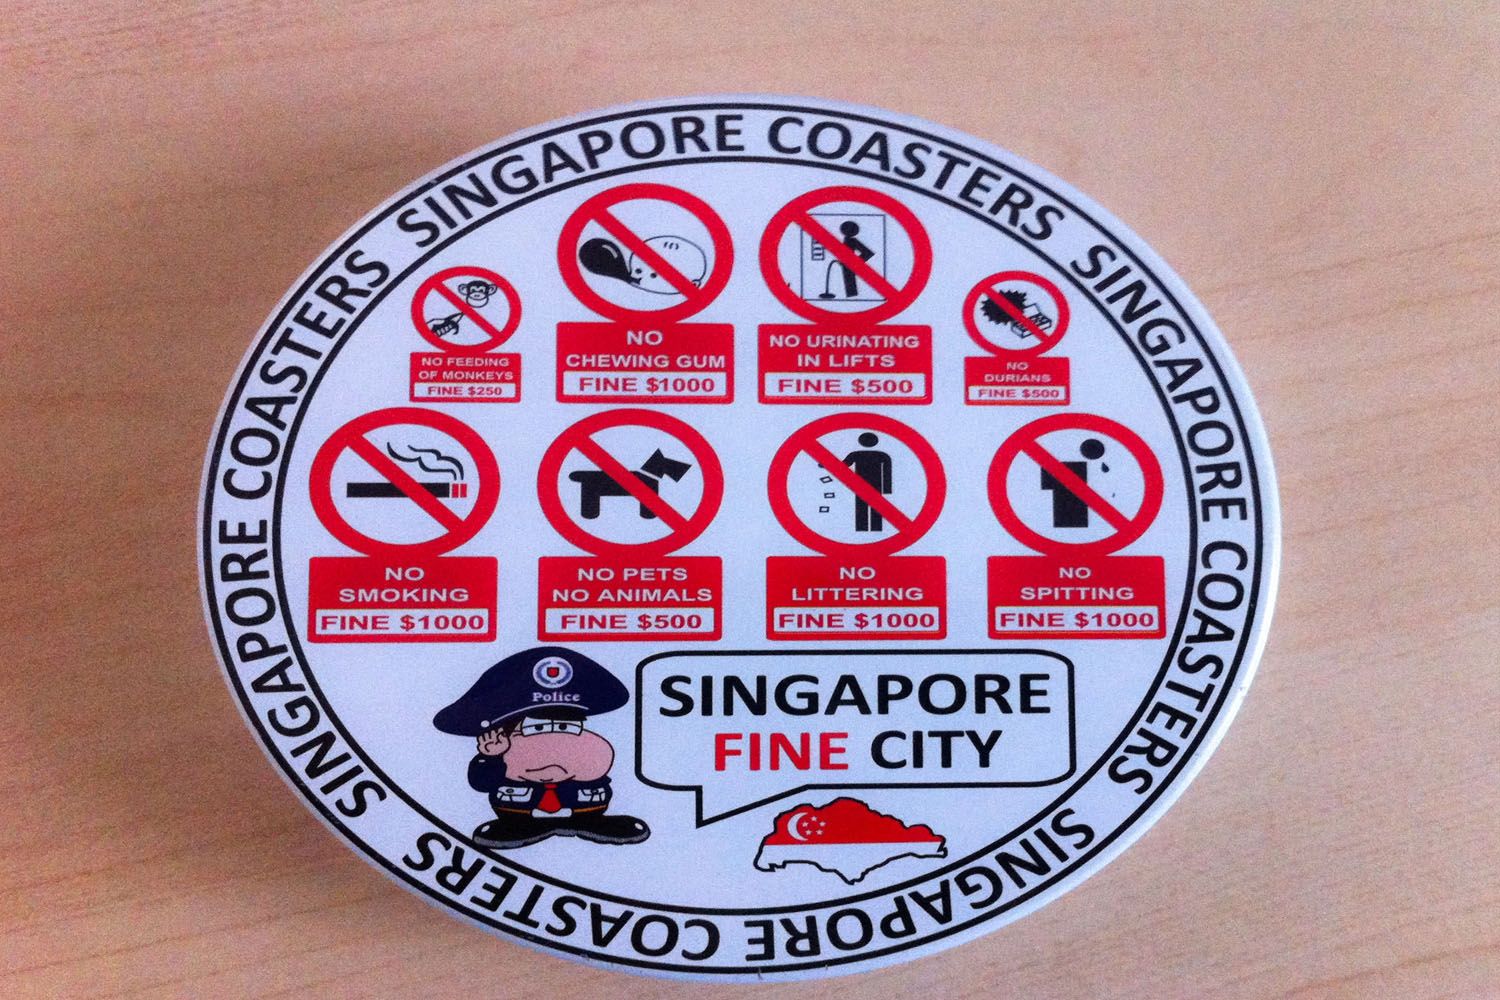 SINGAPORE COASTERS SINGAPORE COASTERS SINGAPORE COASTERS SINGAPORE COASTERS SINGAPORE COASTERS
NO FEEDING
OF MONKEYS
FINE $250
NO
CHEWING GUM
FINE $1000
NO URINATING
IN LIFTS
FINE $500
NO
DURIANS
FINE $500
NO
SMOKING
FINE $1000
NO PETS
NO ANIMALS
FINE $500
NO
LITTERING
FINE $1000
NO
SPITTING
FINE $1000
Police
SINGAPORE
FINE CITY